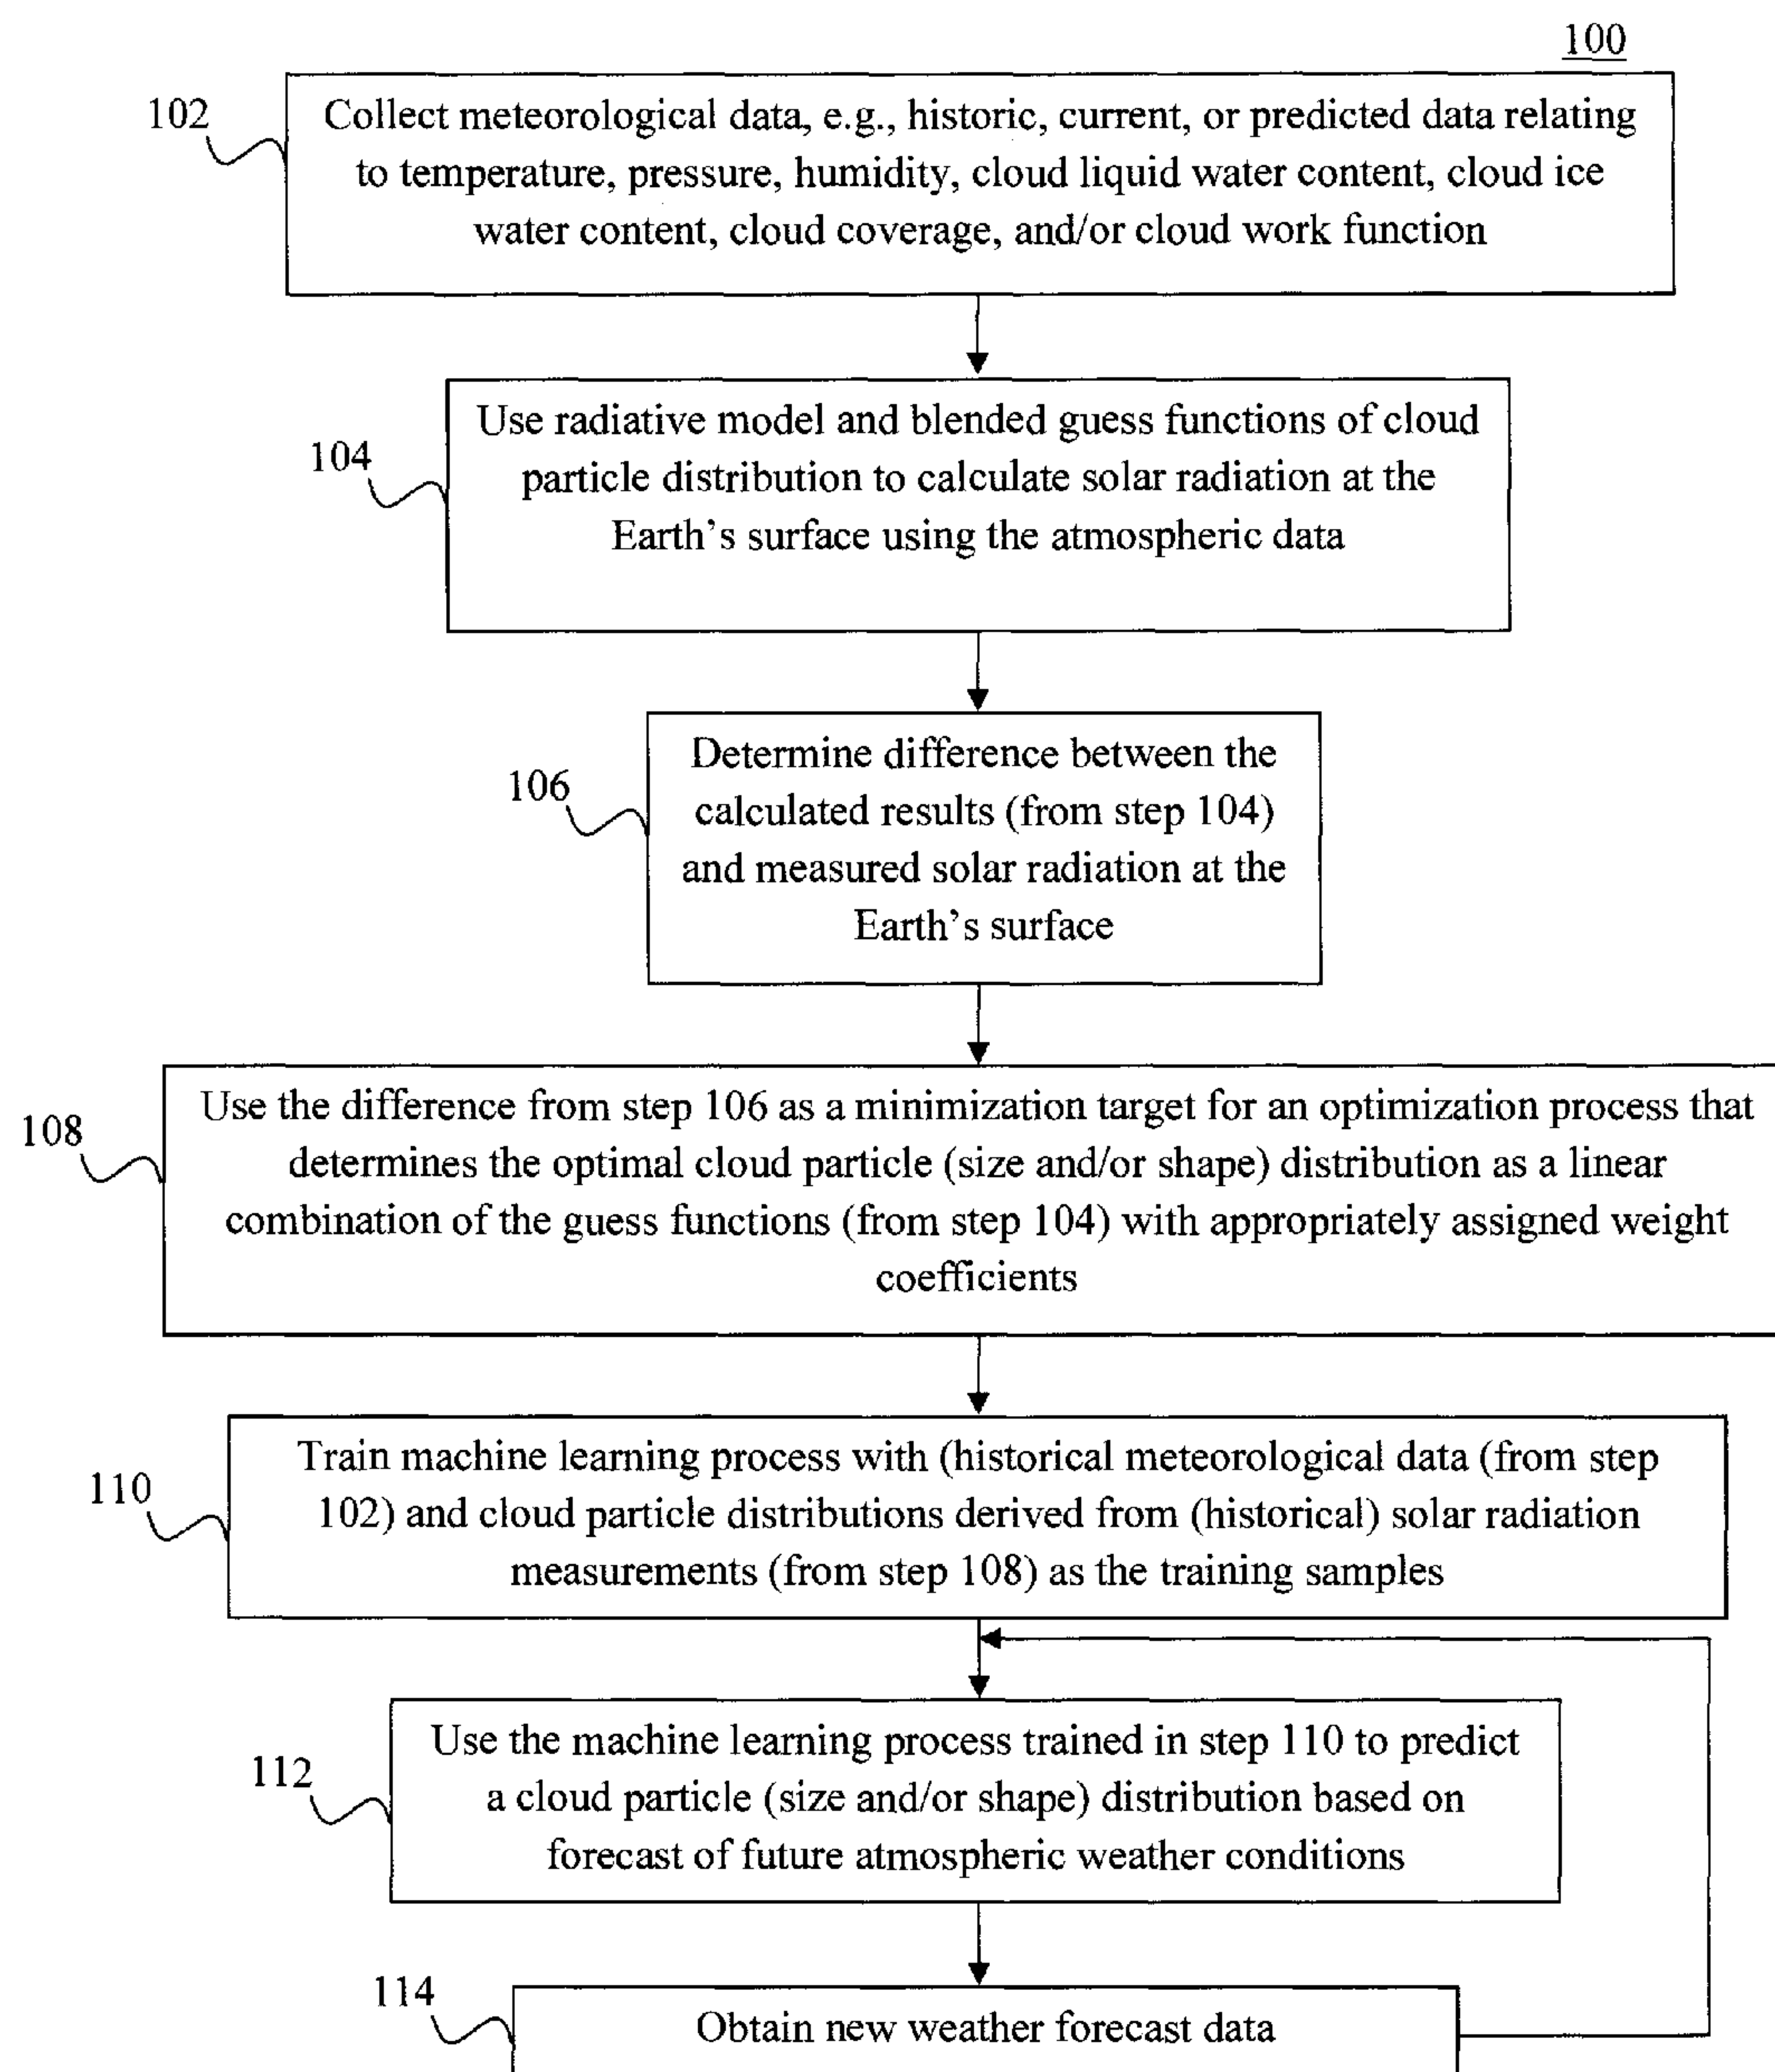 100
102
Collect meteorological data, e.g., historic, current, or predicted data relating
to temperature, pressure, humidity, cloud liquid water content, cloud ice
water content, cloud coverage, and/or cloud work function
104
Use radiative model and blended guess functions of cloud
particle distribution to calculate solar radiation at the
Earth's surface using the atmospheric data
106
Determine difference between the
calculated results (from step 104)
and measured solar radiation at the
Earth's surface
108
Use the difference from step 106 as a minimization target for an optimization process that
determines the optimal cloud particle (size and/or shape) distribution as a linear
combination of the guess functions (from step 104) with appropriately assigned weight
coefficients
110
Train machine learning process with (historical meteorological data (from step
102) and cloud particle distributions derived from (historical) solar radiation
measurements (from step 108) as the training samples
112
Use the machine learning process trained in step 110 to predict
a cloud particle (size and/or shape) distribution based on
forecast of future atmospheric weather conditions
114
Obtain new weather forecast data